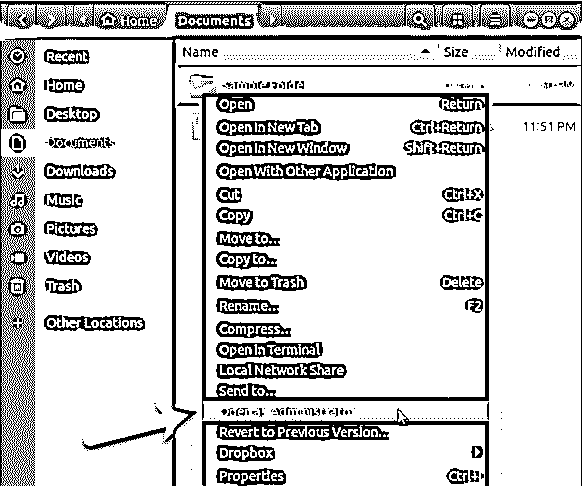 Home Documents
Name Size Modified
Recent
Sample Folder
Home
Open Return
Desktop
Open In New Tab Ctrl+Return
11:51 PM
Documents
Open In New Window Shift+Return
Downloads
Open With Other Application
Cut Ctrl+X
Music
Copy Ctrl+C
Pictures
Move to...
Videos
Copy to...
Trash
Move to Trash Delete
Rename... F2
Other Locations
Compress...
Open in Terminal
Local Network Share
Send to...
Open as Administrator
Revert to Previous Version...
Dropbox
Properties